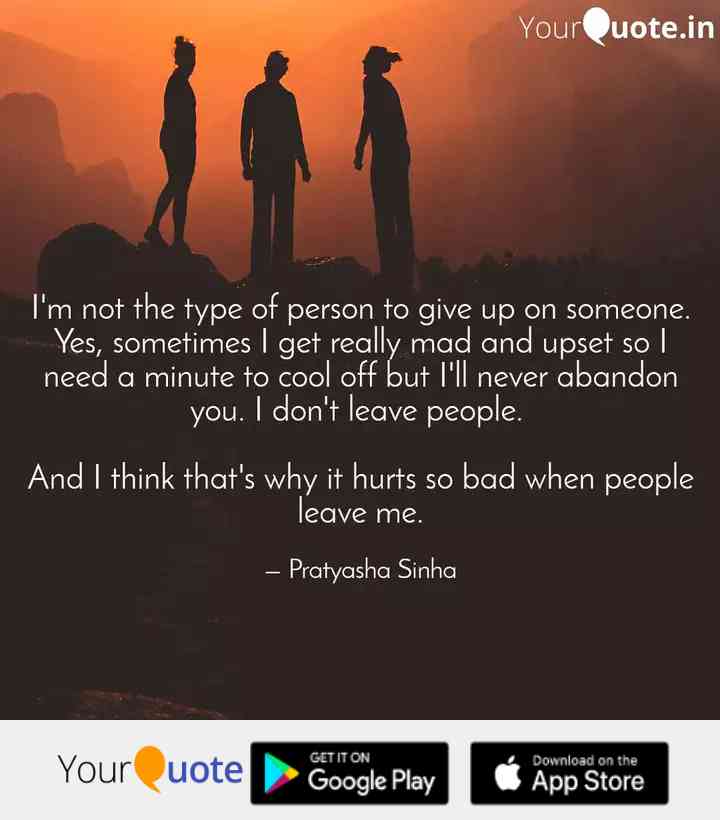 YourQuote.in
I'm not the type of person to give up on someone.
Yes, sometimes I get really mad and upset so I
need a minute to cool off but I'll never abandon
you. I don't leave people.
And I think that's why it hurts so bad when people
leave me.
– Pratyasha Sinha
YourQuote
GET IT ON
Google Play
Download on the
App Store